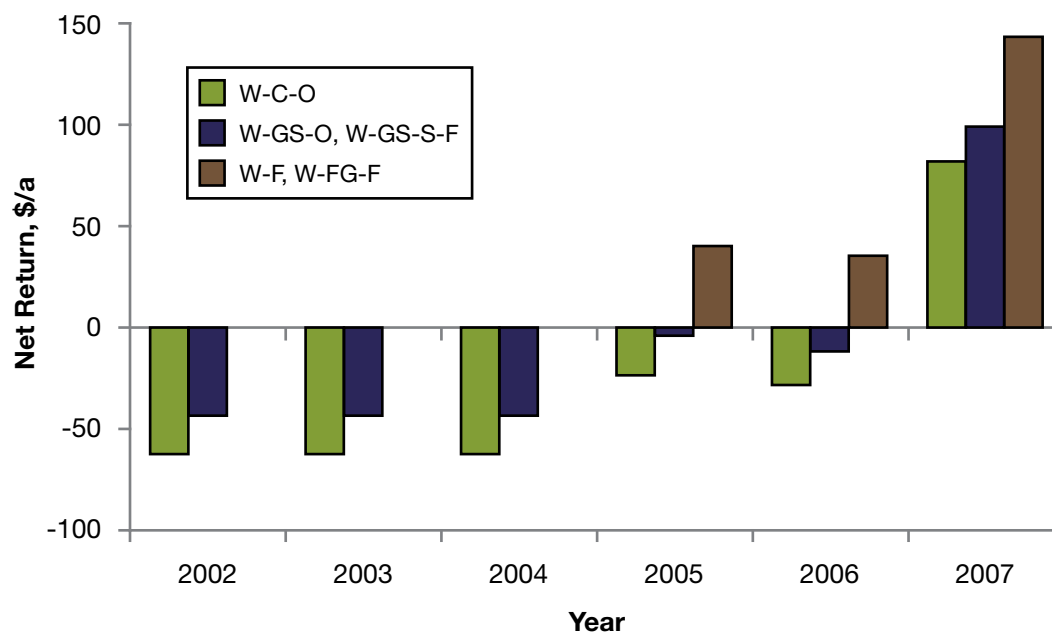 150
100
50
0
-50
-100
Net Return, $/a
W-C-O
W-GS-O, W-GS-S-F
W-F, W-FG-F
2002 2003 2004 2005 2006 2007
Year